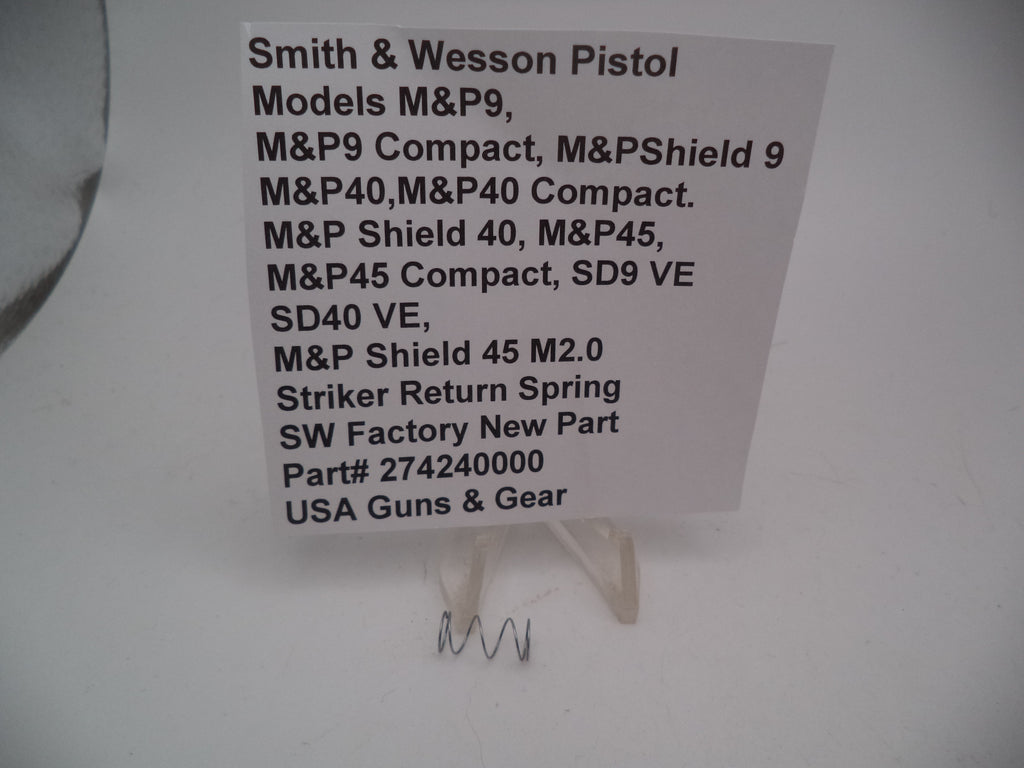 Smith & Wesson Pistol
Models M&P9,
M&P9 Compact, M&PShield 9
M&P40,M&P40 Compact.
M&P Shield 40, M&P45,
M&P45 Compact, SD9 VE
SD40 VE,
M&P Shield 45 M2.0
Striker Return Spring
SW Factory New Part
Part# 274240000
USA Guns & Gear